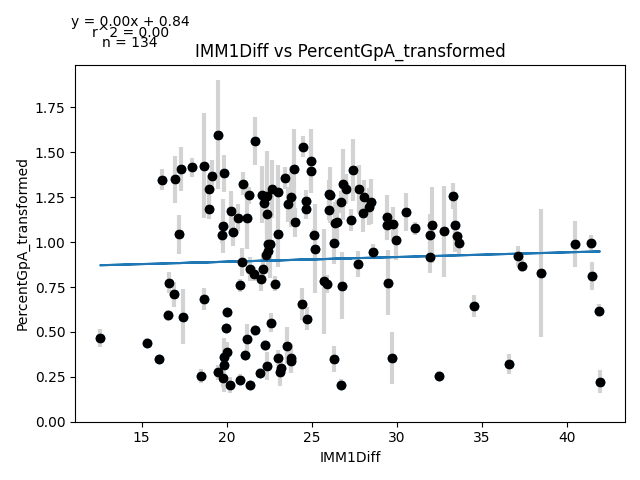 y = 0.00x + 0.84
r^2 = 0.00
n = 134
IMM1Diff vs PercentGpA_transformed
PercentGpA_transformed
1.75
1.50
1.25
1.00
0.75
0.50
0.25
0.00
15 20 25 30 35 40
IMM1Diff